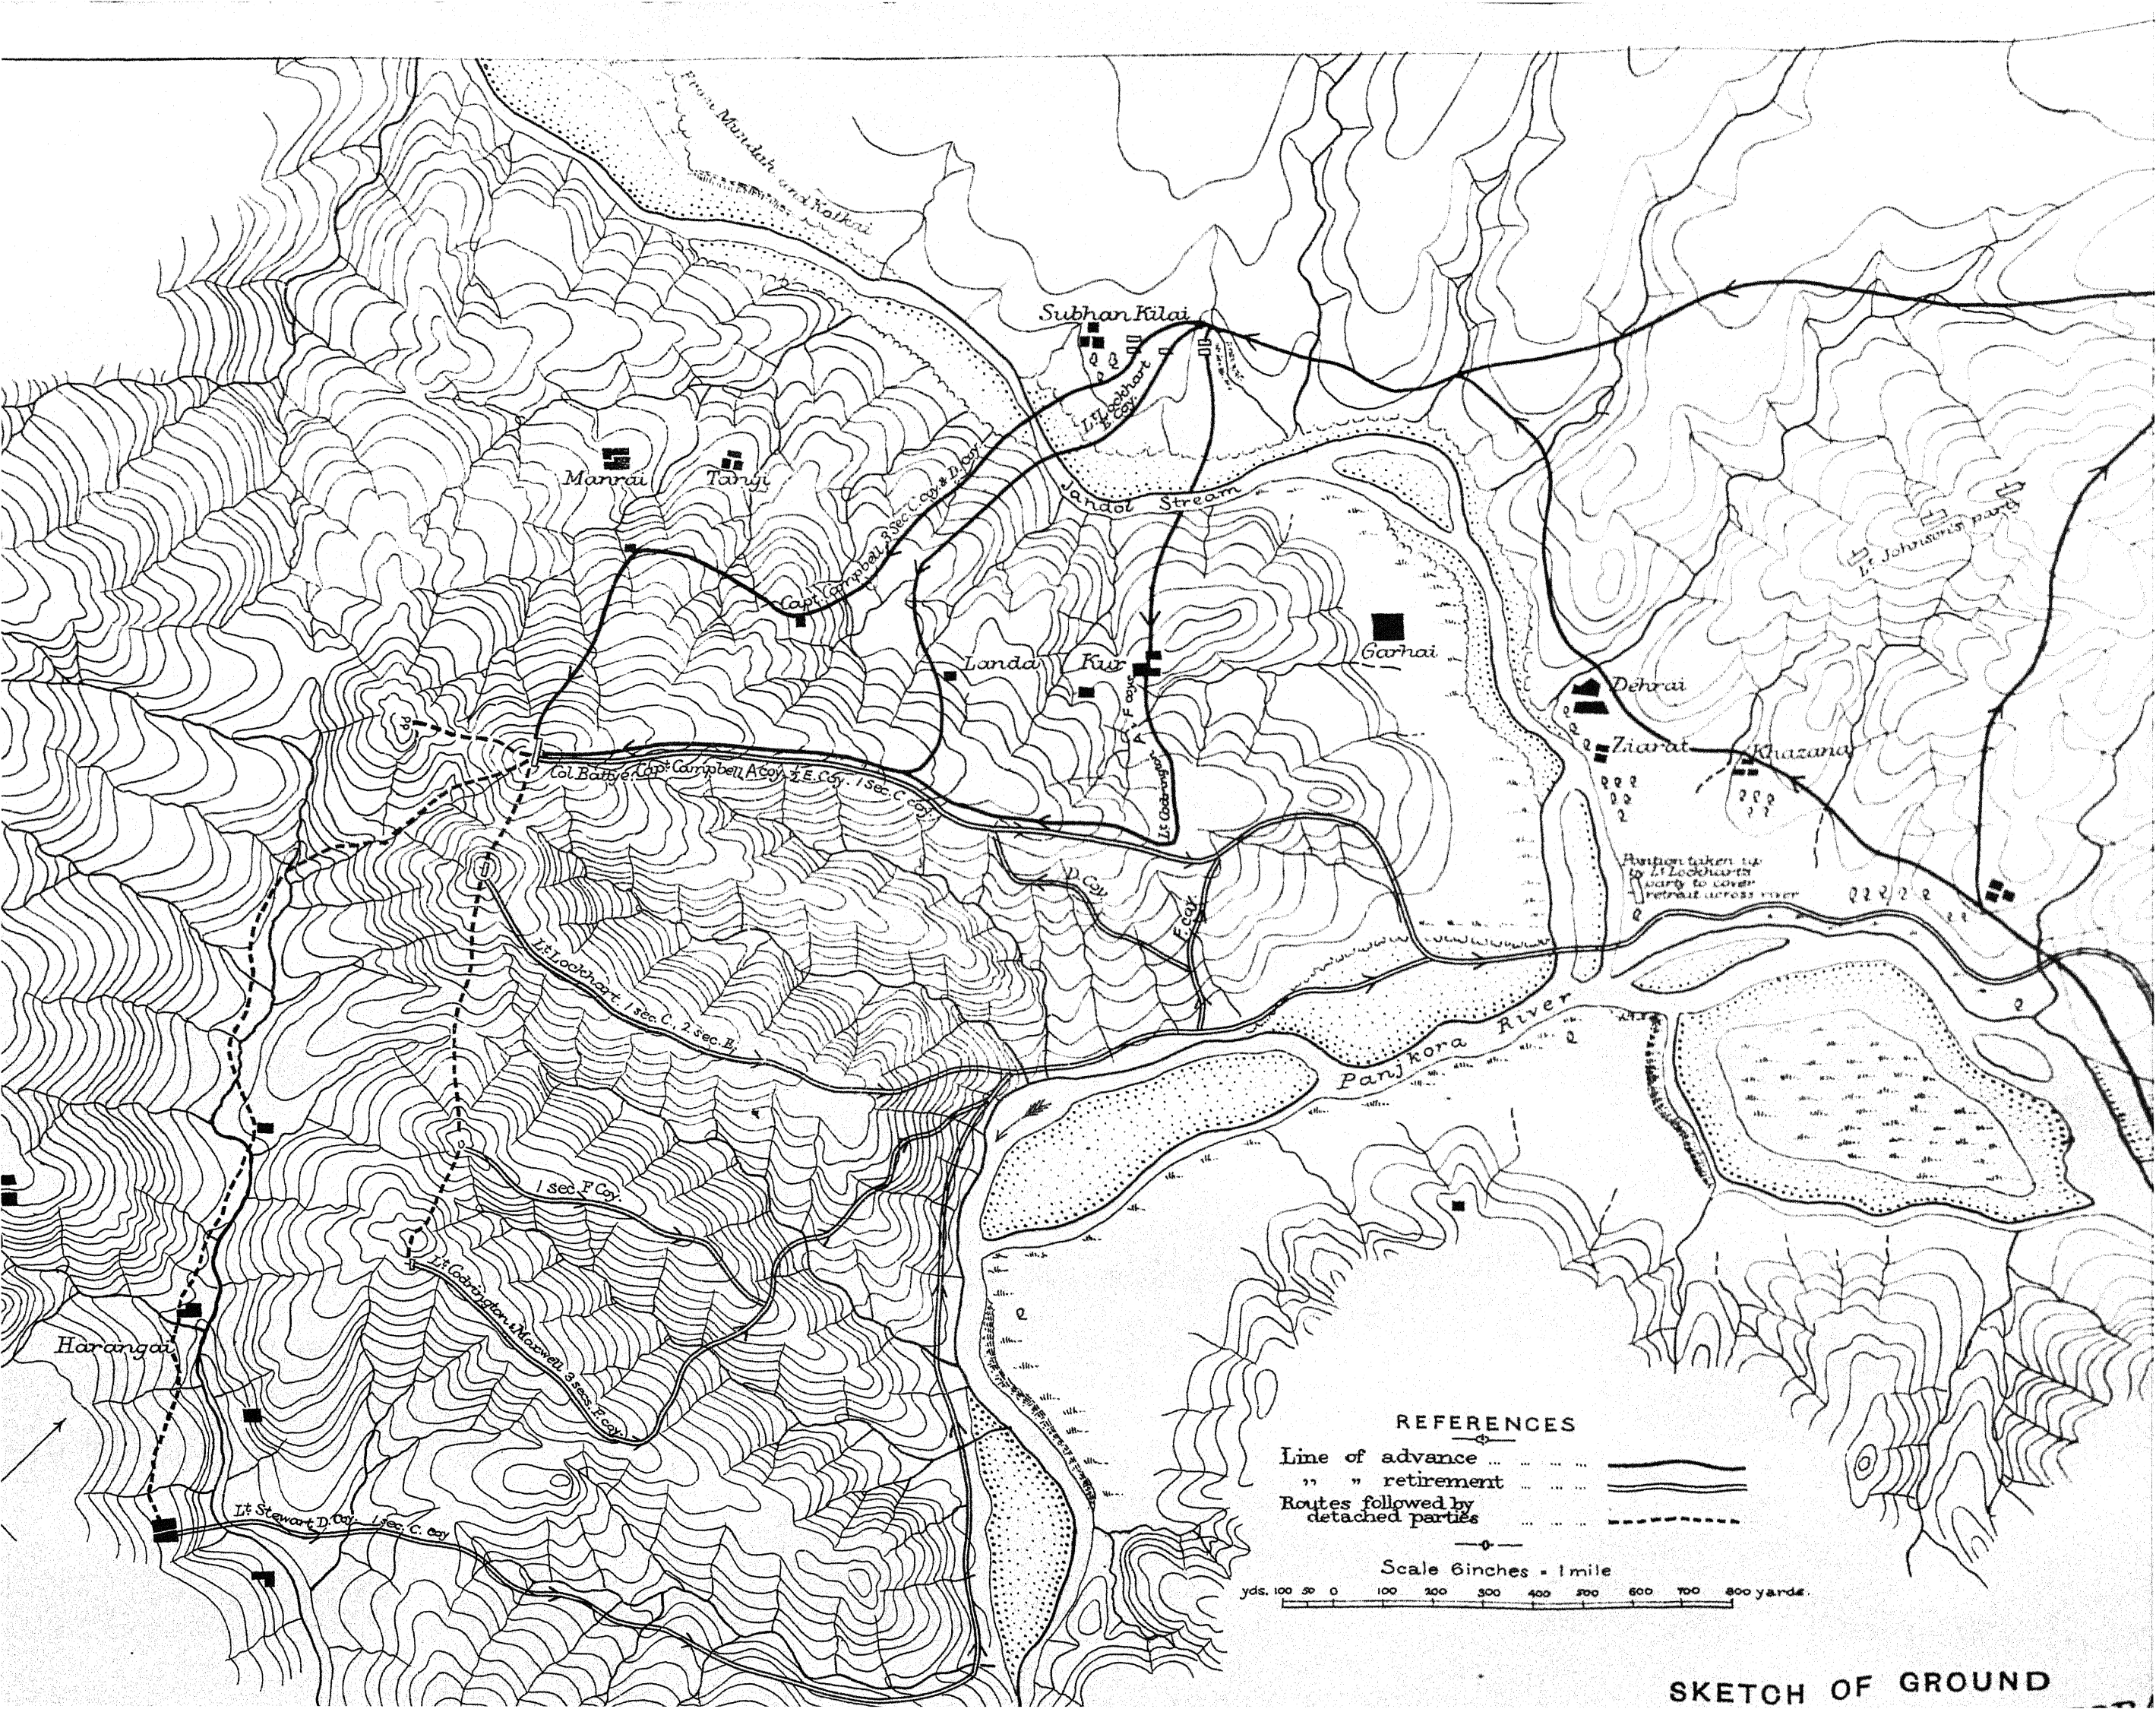 From Mundah and Kotkai
Subhan Kilai
Lt. Lockhart
E Coy.
Manrai
Tangi
Jandol Stream
Capt. Campbell 3 Sec. C. coy. & D. Coy.
Lt. Johnson's party
Landa
Kur
Garhai
A & F coys
Lt. Codrington
Dehrai
Ziarat
Khazana
Col. Battye. Capt. Campbell A coy. ½ E. Coy. 1 Sec. C. coy.
D. Coy
F. coy.
Position taken up
by Lt. Lockhart's
party to cover
retreat across river
Lt. Lockhart. 1 sec. C. 2 sec. E.
Panjkora River
1 sec. F Coy.
Lt. Codrington & Maxwell 3 secs. F. coy.
Harangai
Lt. Stewart D. Coy. 1 sec. C. coy
REFERENCES
Line of advance ... ... ... ...
,, ,, retirement ... ... ...
Routes followed by
detached parties ... ... ...
Scale 6 inches = 1 mile
yds. 100 50 0 100 200 300 400 500 600 700 800 yards.
SKETCH OF GROUND